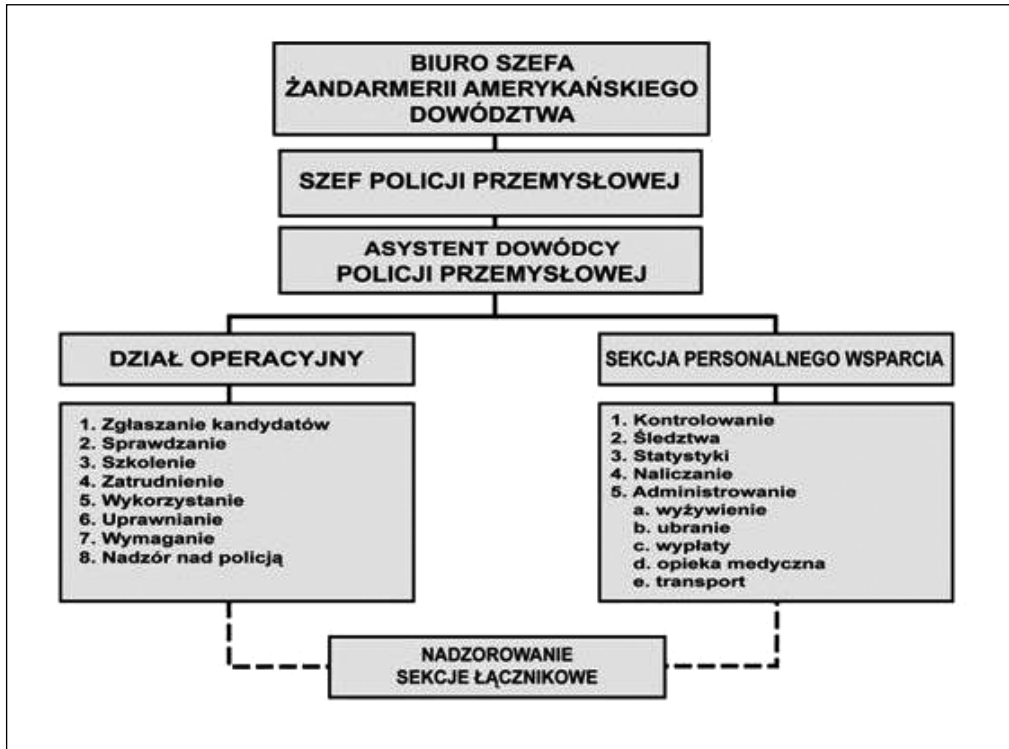 BIURO SZEFA
ŻANDARMERII AMERYKAŃSKIEGO
DOWÓDZTWA
SZEF POLICJI PRZEMYSŁOWEJ
ASYSTENT DOWÓDCY
POLICJI PRZEMYSŁOWEJ
DZIAŁ OPERACYJNY
1. Zgłaszanie kandydatów
2. Sprawdzanie
3. Szkolenie
4. Zatrudnienie
5. Wykorzystanie
6. Uprawnianie
7. Wymaganie
8. Nadzór nad policją
SEKCJA PERSONALNEGO WSPARCIA
1. Kontrolowanie
2. Śledztwa
3. Statystyki
4. Naliczanie
5. Administrowanie
a. wyżywienie
b. ubranie
c. wypłaty
d. opieka medyczna
e. transport
NADZOROWANIE
SEKCJE ŁĄCZNIKOWE